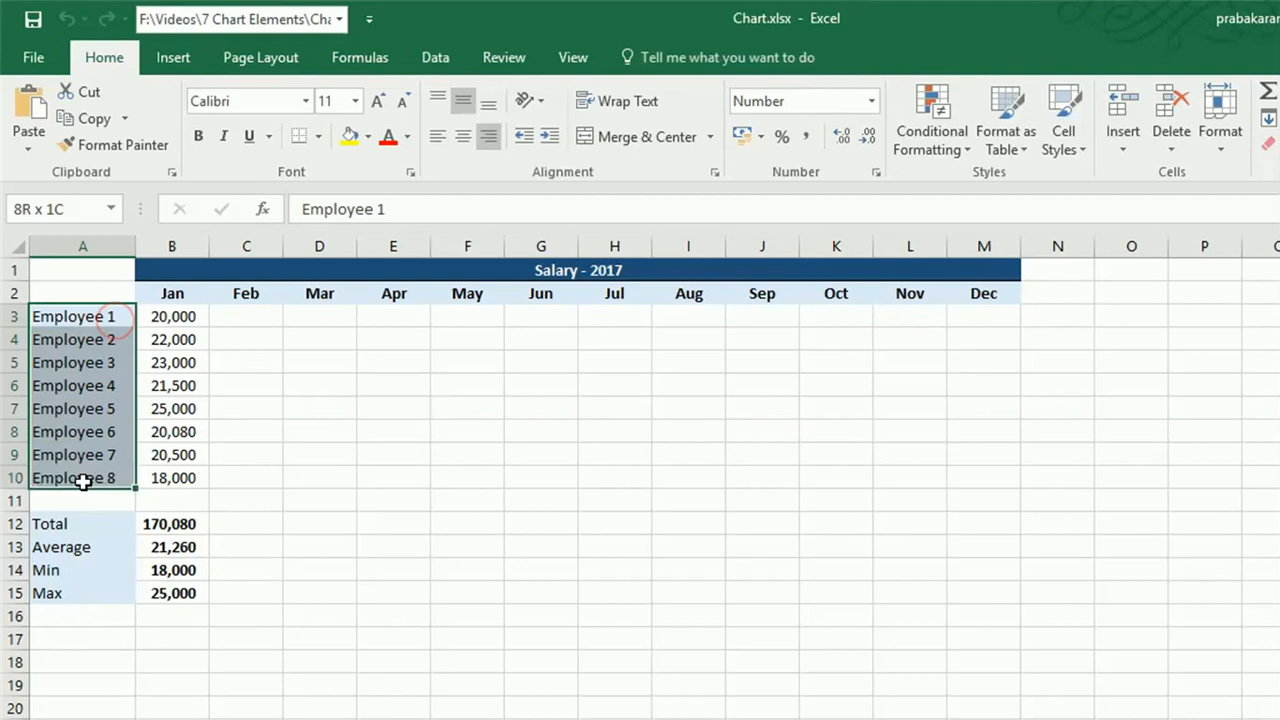 F:\Videos\7 Chart Elements\Cha
Chart.xlsx - Excel
prabakaran
File Home Insert Page Layout Formulas Data Review View Tell me what you want to do
Paste
Cut
Copy
Format Painter
Clipboard
Calibri 11
B I U A
Font
Wrap Text
Merge & Center
Alignment
Number
%
Number
Conditional Formatting
Format as Table
Cell Styles
Styles
Insert Delete Format
Cells
8R x 1C
fx Employee 1
A B C D E F G H I J K L M N O P
1 Salary - 2017
2 Jan Feb Mar Apr May Jun Jul Aug Sep Oct Nov Dec
3 Employee 1 20,000
4 Employee 2 22,000
5 Employee 3 23,000
6 Employee 4 21,500
7 Employee 5 25,000
8 Employee 6 20,080
9 Employee 7 20,500
10 Employee 8 18,000
11
12 Total 170,080
13 Average 21,260
14 Min 18,000
15 Max 25,000
16
17
18
19
20